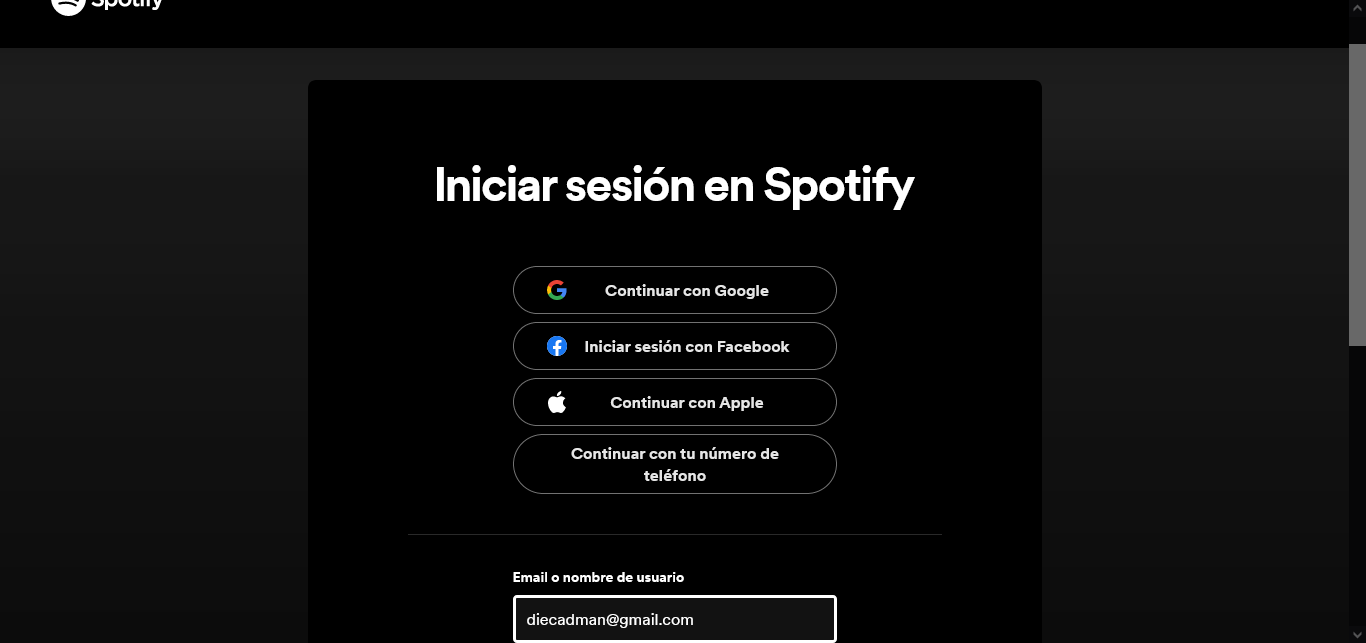 Spotify
Iniciar sesión en Spotify
Continuar con Google
Iniciar sesión con Facebook
Continuar con Apple
Continuar con tu número de
teléfono
Email o nombre de usuario
diecadman@gmail.com